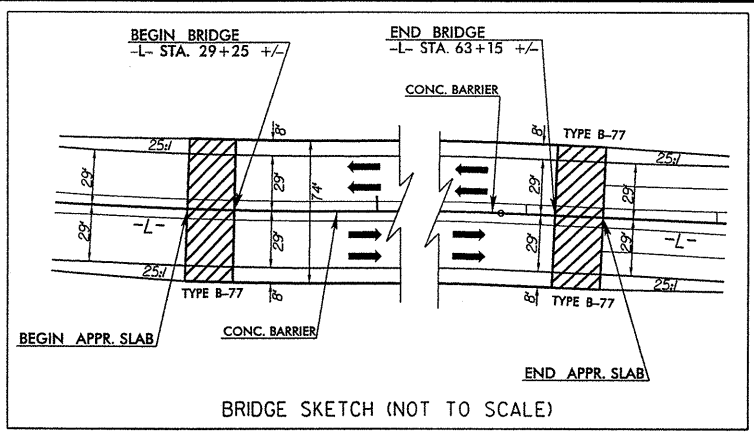 BEGIN BRIDGE
-L- STA. 29+25 +/-
END BRIDGE
-L- STA. 63+15 +/-
CONC. BARRIER
8'
8'
TYPE B-77
25:1
25:1
29'
29'
74'
29'
29'
-L-
-L-
29'
29'
29'
29'
25:1
25:1
TYPE B-77
8'
8'
TYPE B-77
BEGIN APPR. SLAB
CONC. BARRIER
END APPR. SLAB
BRIDGE SKETCH (NOT TO SCALE)